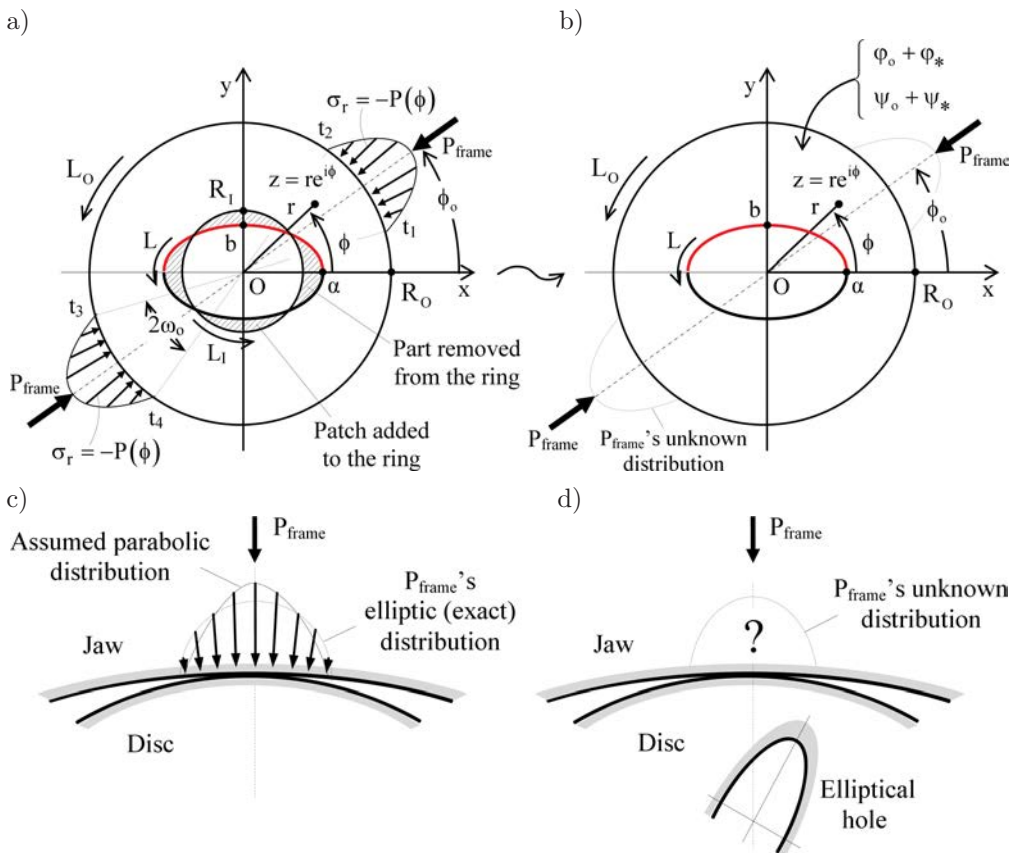 a)
y
σr = −P(ϕ)
t2
Pframe
LO
RI
z = re^iϕ
r
ϕo
b
t1
L
ϕ
O
α
RO
x
t3
2ωo
LI
Part removed
from the ring
Pframe
t4
σr = −P(ϕ)
Patch added
to the ring
b)
φo + φ*
ψo + ψ*
y
Pframe
LO
z = re^iϕ
b
r
ϕo
L
ϕ
O
α
RO
x
Pframe
Pframe's unknown
distribution
c)
Pframe
Assumed parabolic
distribution
Pframe's
elliptic (exact)
distribution
Jaw
Disc
d)
Pframe
Pframe's unknown
distribution
?
Jaw
Disc
Elliptical
hole